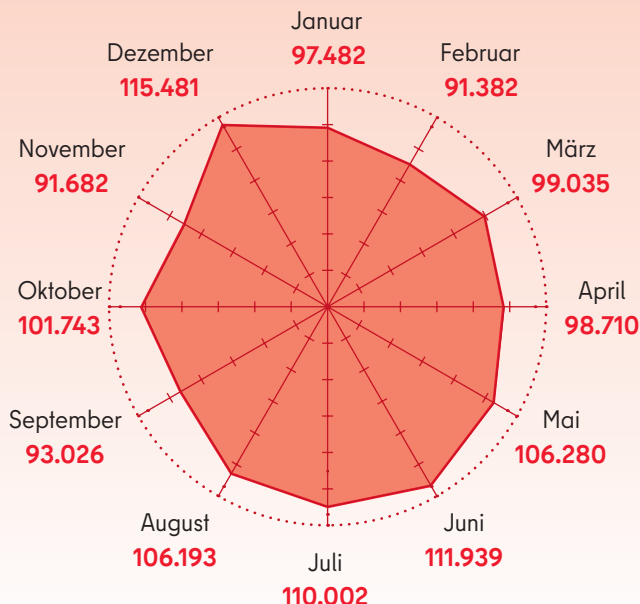 Januar
97.482
Februar
91.382
März
99.035
April
98.710
Mai
106.280
Juni
111.939
Juli
110.002
August
106.193
September
93.026
Oktober
101.743
November
91.682
Dezember
115.481